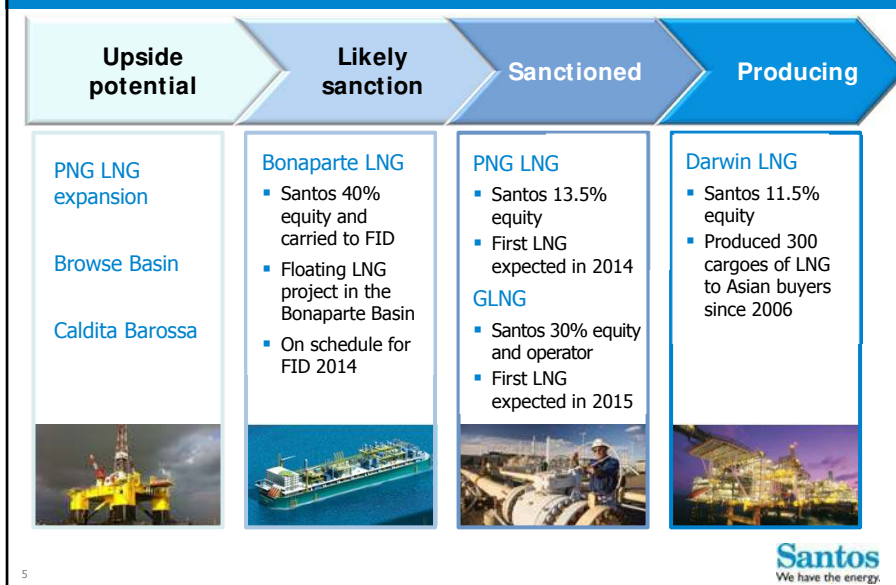 Upside
potential
Likely
sanction
Sanctioned
Producing
PNG LNG
expansion
Browse Basin
Caldita Barossa
Bonaparte LNG
▪ Santos 40%
equity and
carried to FID
▪ Floating LNG
project in the
Bonaparte Basin
▪ On schedule for
FID 2014
PNG LNG
▪ Santos 13.5%
equity
▪ First LNG
expected in 2014
GLNG
▪ Santos 30% equity
and operator
▪ First LNG
expected in 2015
Darwin LNG
▪ Santos 11.5%
equity
▪ Produced 300
cargoes of LNG
to Asian buyers
since 2006
5
Santos
We have the energy